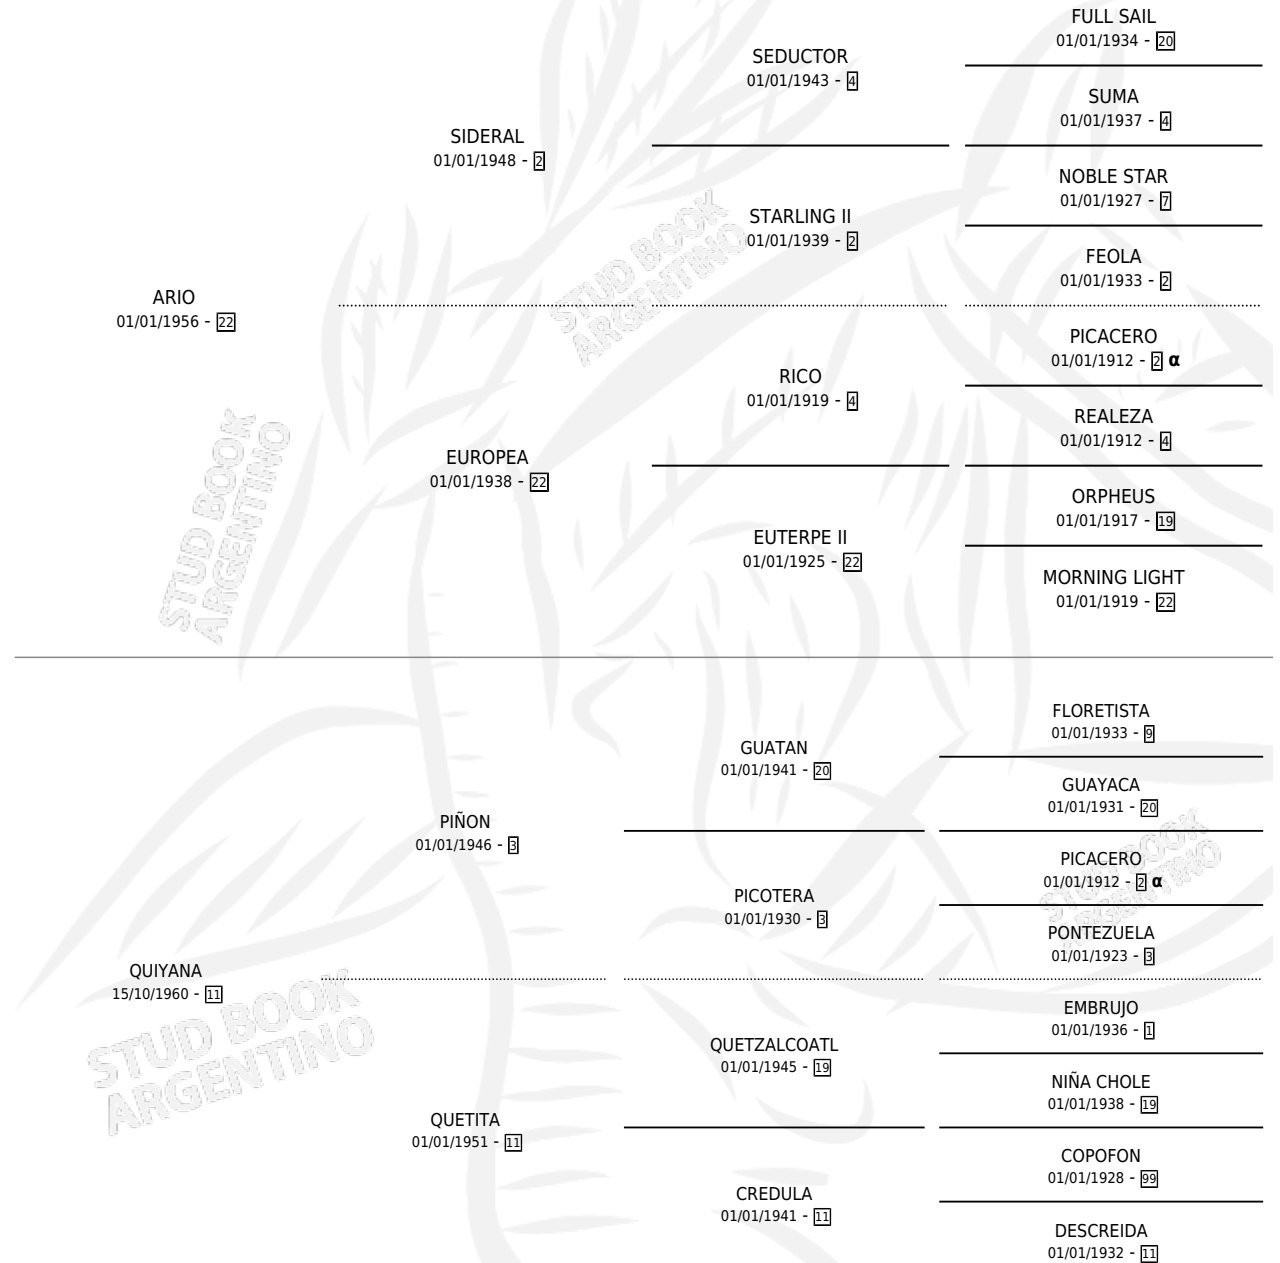 FULL SAIL
01/01/1934 - 20
SEDUCTOR
01/01/1943 - 4
SUMA
01/01/1937 - 4
SIDERAL
01/01/1948 - 2
NOBLE STAR
01/01/1927 - 7
STARLING II
01/01/1939 - 2
FEOLA
01/01/1933 - 2
ARIO
01/01/1956 - 22
PICACERO
01/01/1912 - 2 α
RICO
01/01/1919 - 4
REALEZA
01/01/1912 - 4
EUROPEA
01/01/1938 - 22
ORPHEUS
01/01/1917 - 19
EUTERPE II
01/01/1925 - 22
MORNING LIGHT
01/01/1919 - 22
FLORETISTA
01/01/1933 - 9
GUATAN
01/01/1941 - 20
GUAYACA
01/01/1931 - 20
PIÑON
01/01/1946 - 3
PICACERO
01/01/1912 - 2 α
PICOTERA
01/01/1930 - 3
PONTEZUELA
01/01/1923 - 3
QUIYANA
15/10/1960 - 11
EMBRUJO
01/01/1936 - 1
QUETZALCOATL
01/01/1945 - 19
NIÑA CHOLE
01/01/1938 - 19
QUETITA
01/01/1951 - 11
COPOFON
01/01/1928 - 99
CREDULA
01/01/1941 - 11
DESCREIDA
01/01/1932 - 11
STUD BOOK
ARGENTINO
STUD BOOK
ARGENTINO
STUD BOOK
ARGENTINO
STUD BOOK
ARGENTINO